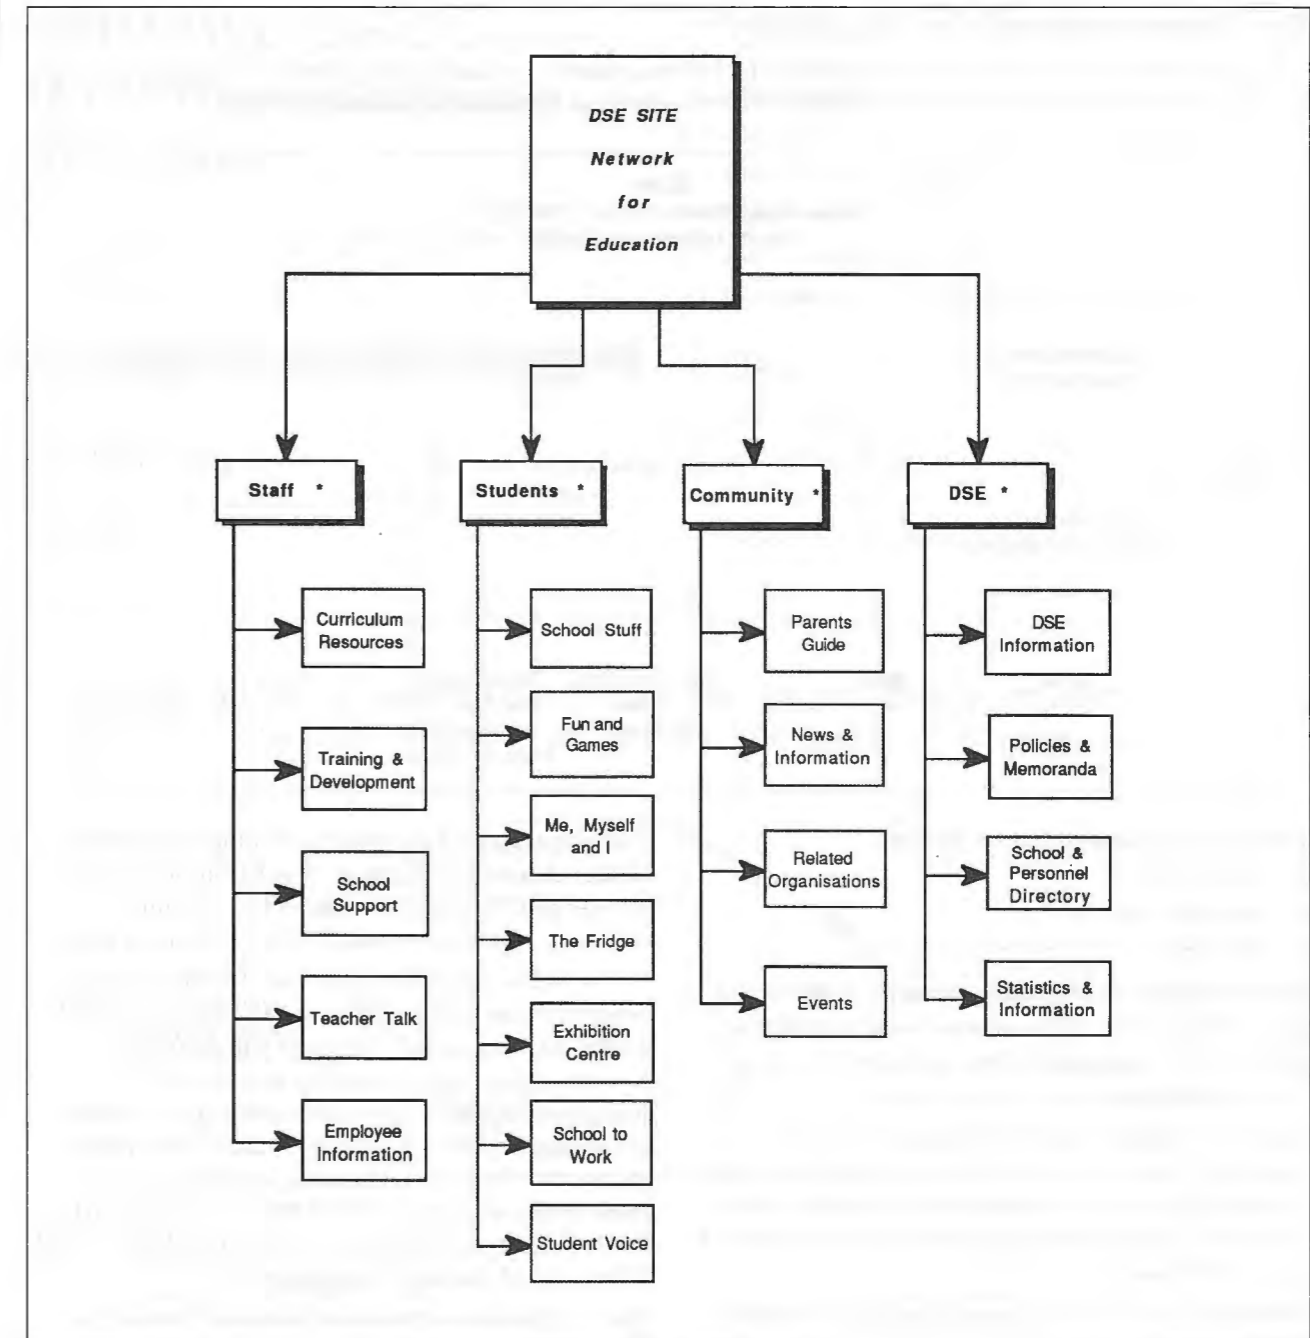 DSE SITE
Network
for
Education
Staff *
Students *
Community *
DSE *
Curriculum
Resources
Training &
Development
School
Support
Teacher Talk
Employee
Information
School Stuff
Fun and
Games
Me, Myself
and I
The Fridge
Exhibition
Centre
School to
Work
Student Voice
Parents
Guide
News &
Information
Related
Organisations
Events
DSE
Information
Policies &
Memoranda
School &
Personnel
Directory
Statistics &
Information